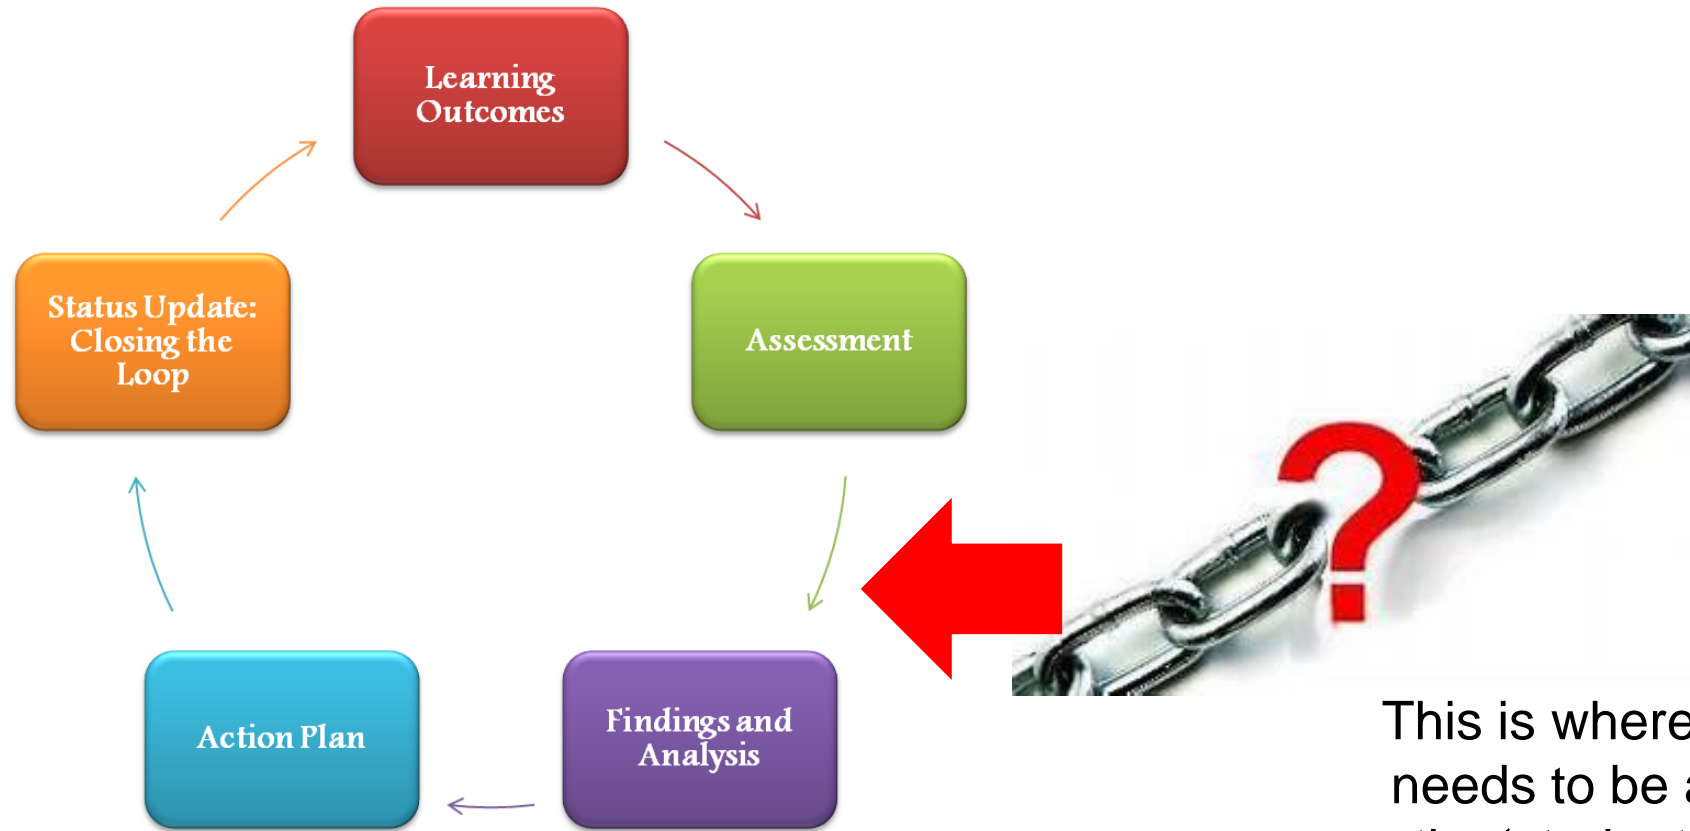 Learning
Outcomes
Assessment
Findings and
Analysis
Action Plan
Status Update:
Closing the
Loop
?
This is where
needs to be